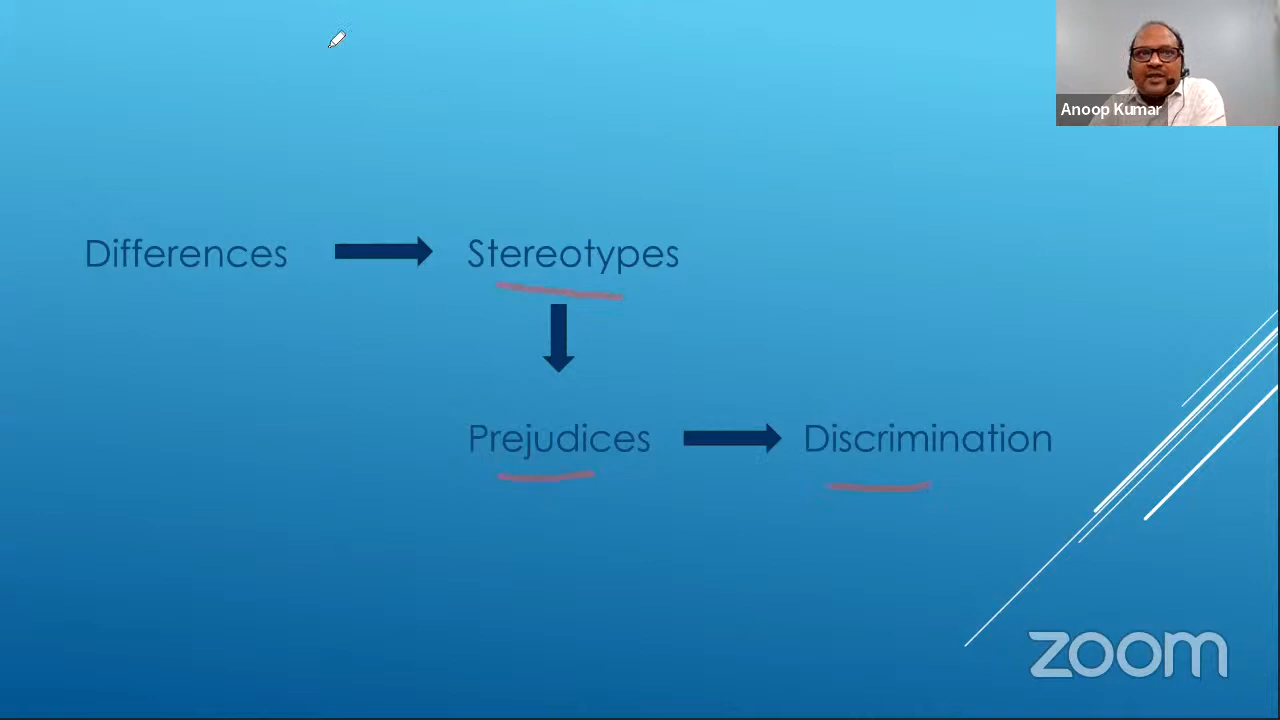 Anoop Kumar
Differences Stereotypes
Prejudices Discrimination
zoom